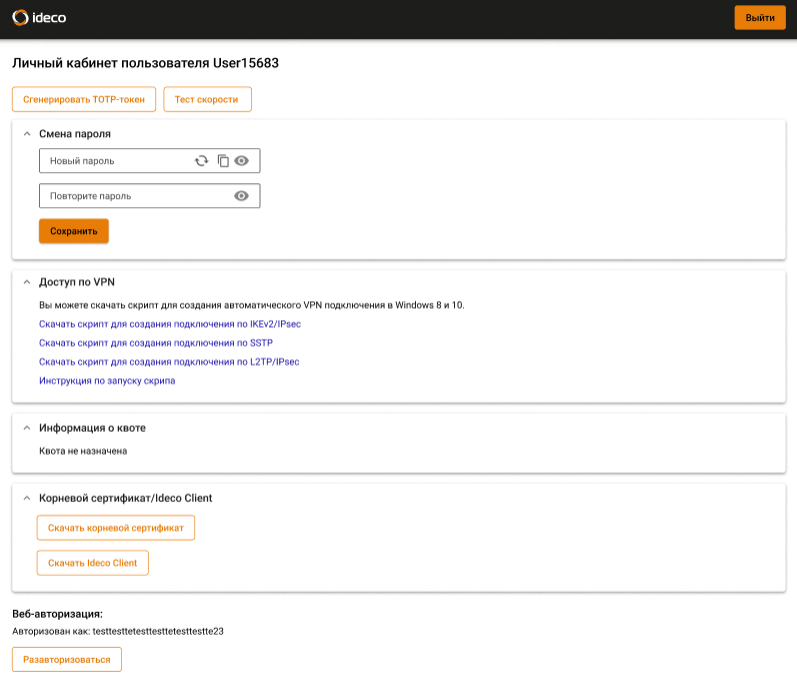 ideco
Выйти
Личный кабинет пользователя User15683
Сгенерировать TOTP-токен
Тест скорости
Смена пароля
Новый пароль
Повторите пароль
Сохранить
Доступ по VPN
Вы можете скачать скрипт для создания автоматического VPN подключения в Windows 8 и 10.
Скачать скрипт для создания подключения по IKEv2/IPsec
Скачать скрипт для создания подключения по SSTP
Скачать скрипт для создания подключения по L2TP/IPsec
Инструкция по запуску скрипа
Информация о квоте
Квота не назначена
Корневой сертификат/Ideco Client
Скачать корневой сертификат
Скачать Ideco Client
Веб-авторизация:
Авторизован как: testtesttetesttesttetesttestte23
Разавторизоваться